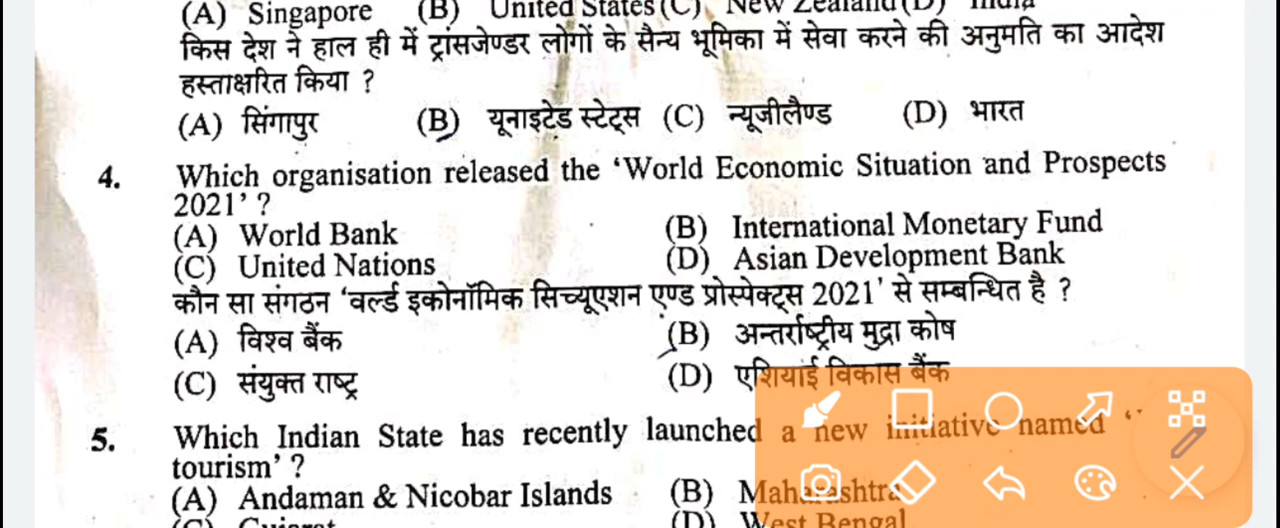 (A) Singapore (B) United States (C) New Zealand (D) India
किस देश ने हाल ही में ट्रांसजेण्डर लोगों के सैन्य भूमिका में सेवा करने की अनुमति का आदेश
हस्ताक्षरित किया ?
(A) सिंगापुर (B) यूनाइटेड स्टेट्स (C) न्यूजीलैण्ड (D) भारत
4. Which organisation released the ‘World Economic Situation and Prospects
2021’ ?
(A) World Bank (B) International Monetary Fund
(C) United Nations (D) Asian Development Bank
कौन सा संगठन ‘वर्ल्ड इकोनॉमिक सिच्युएशन एण्ड प्रोस्पेक्ट्स 2021' से सम्बन्धित है ?
(A) विश्व बैंक (B) अन्तर्राष्ट्रीय मुद्रा कोष
(C) संयुक्त राष्ट्र (D) एशियाई विकास बैंक
5. Which Indian State has recently launched a new initiative named ‘
tourism’ ?
(A) Andaman & Nicobar Islands (B) Maharashtra
(C) Gujarat (D) West Bengal